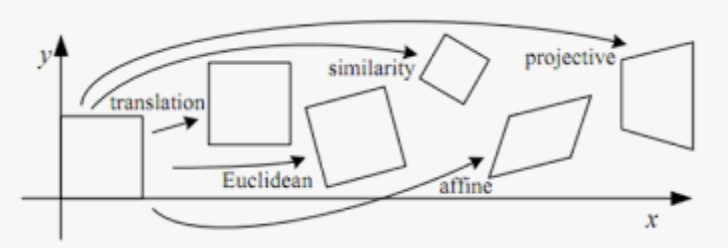 y
similarity
projective
translation
Euclidean
affine
x